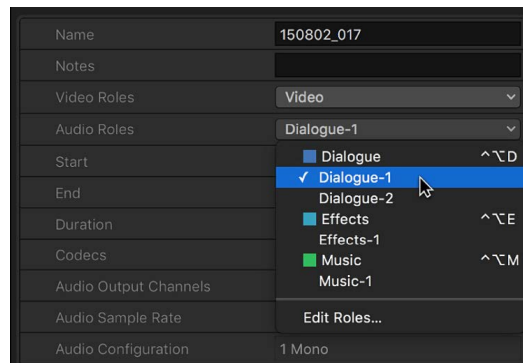 Name 150802_017
Notes
Video Roles Video
Audio Roles Dialogue-1
Start
Dialogue ^⌥D
✓ Dialogue-1
End
Dialogue-2
Duration
Effects ^⌥E
Codecs
Effects-1
Music ^⌥M
Audio Output Channels
Music-1
Audio Sample Rate
Edit Roles...
Audio Configuration 1 Mono